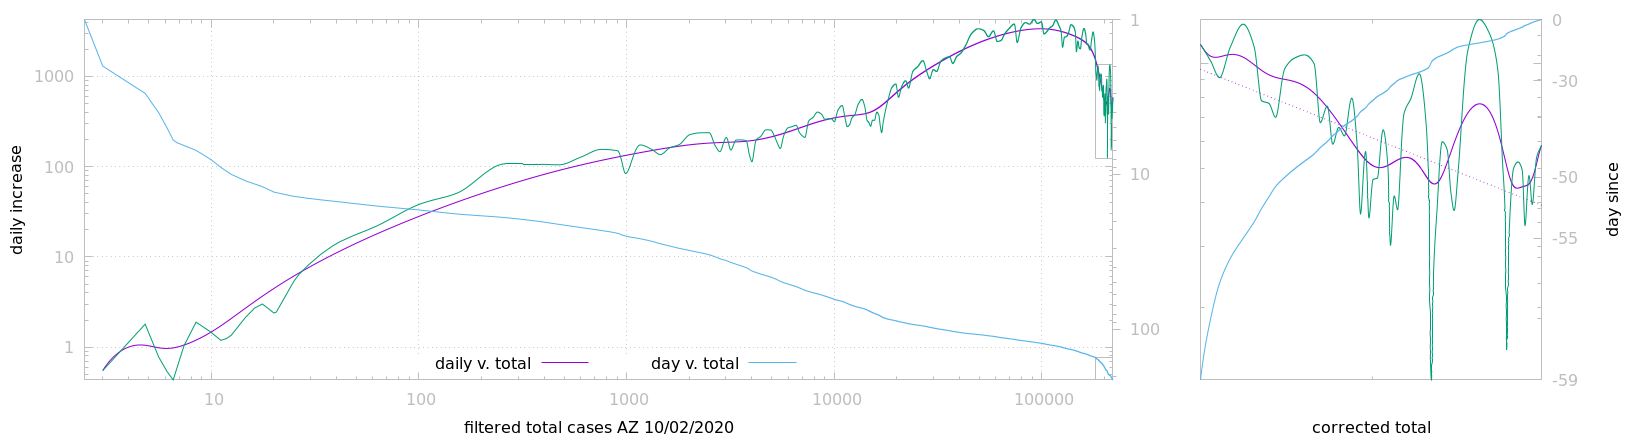 daily increase
1000
100
10
1
10
100
1000
10000
100000
filtered total cases AZ 10/02/2020
daily v. total
day v. total
1
10
100
0
-30
-50
-55
-59
day since
corrected total